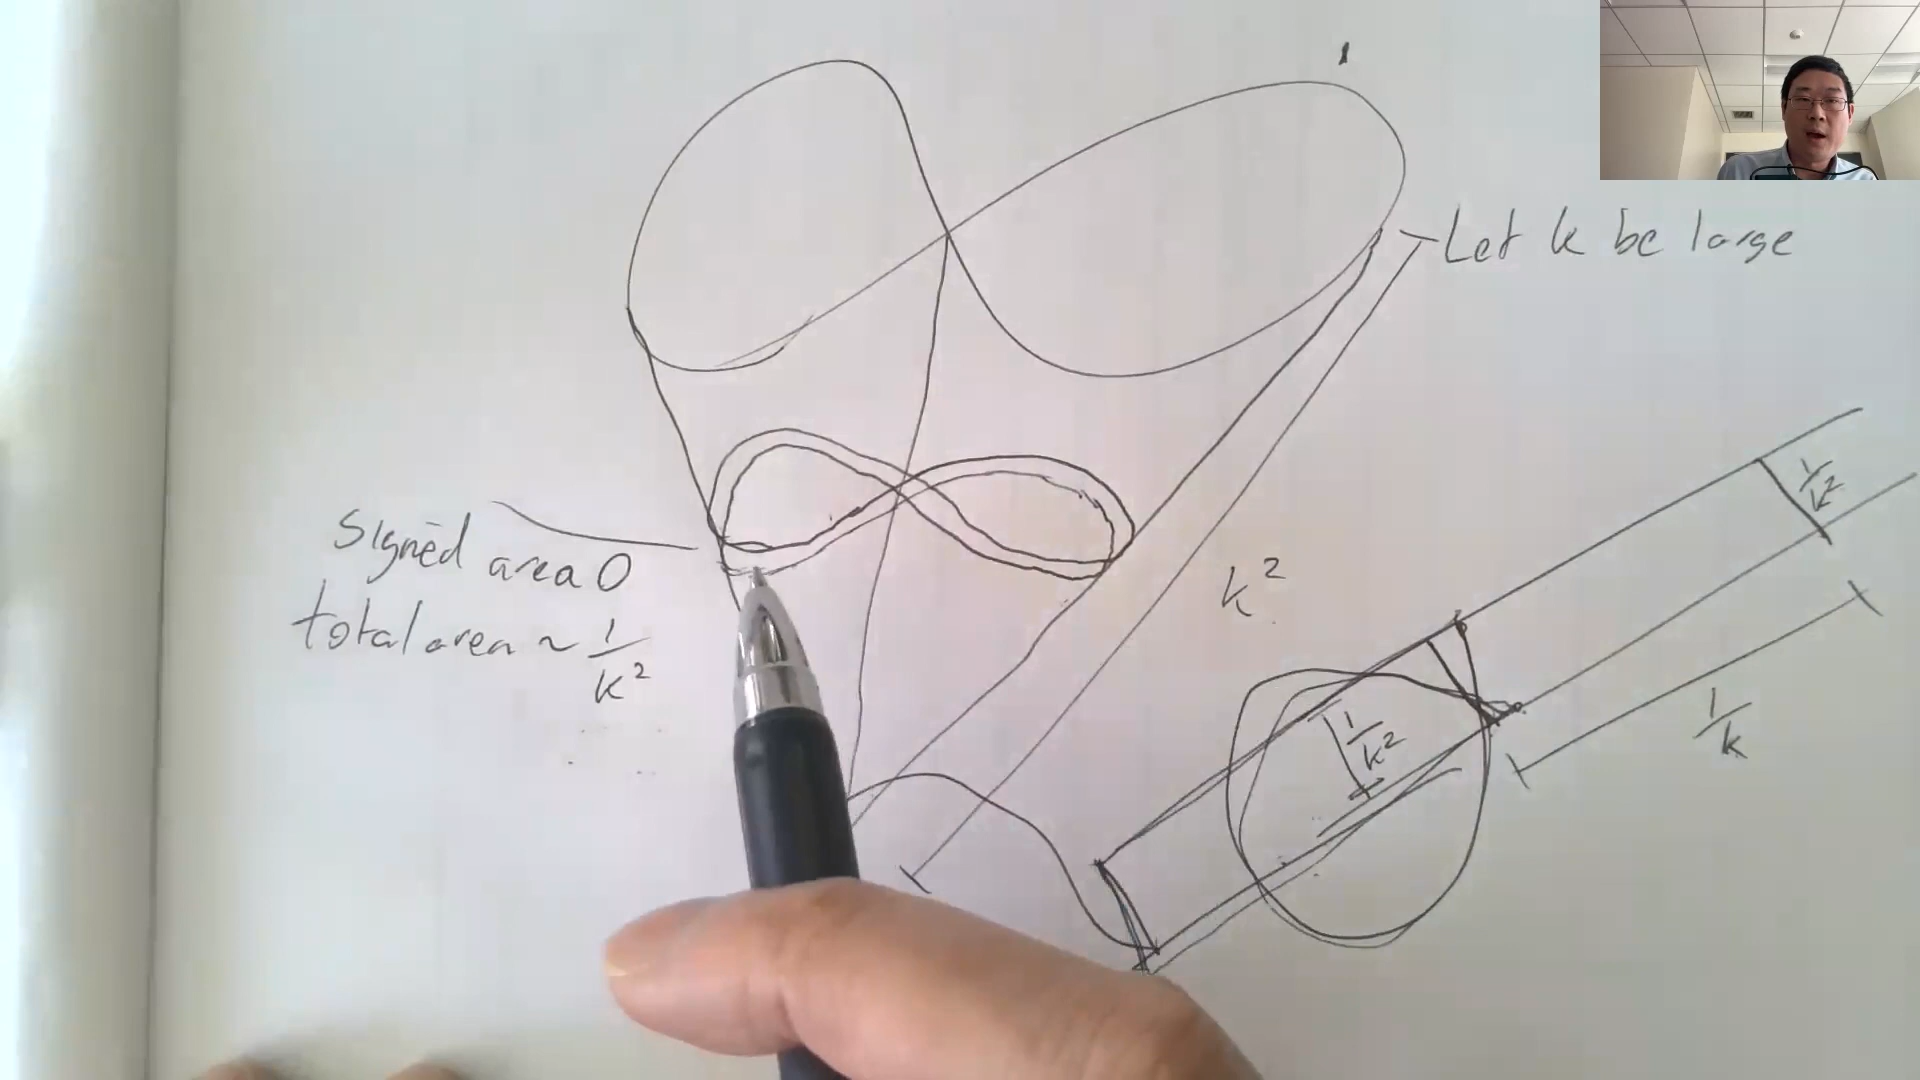 Let k be large
Signed area 0
total area ~ 1/k²
k²
1/k²
1/k²
1/k